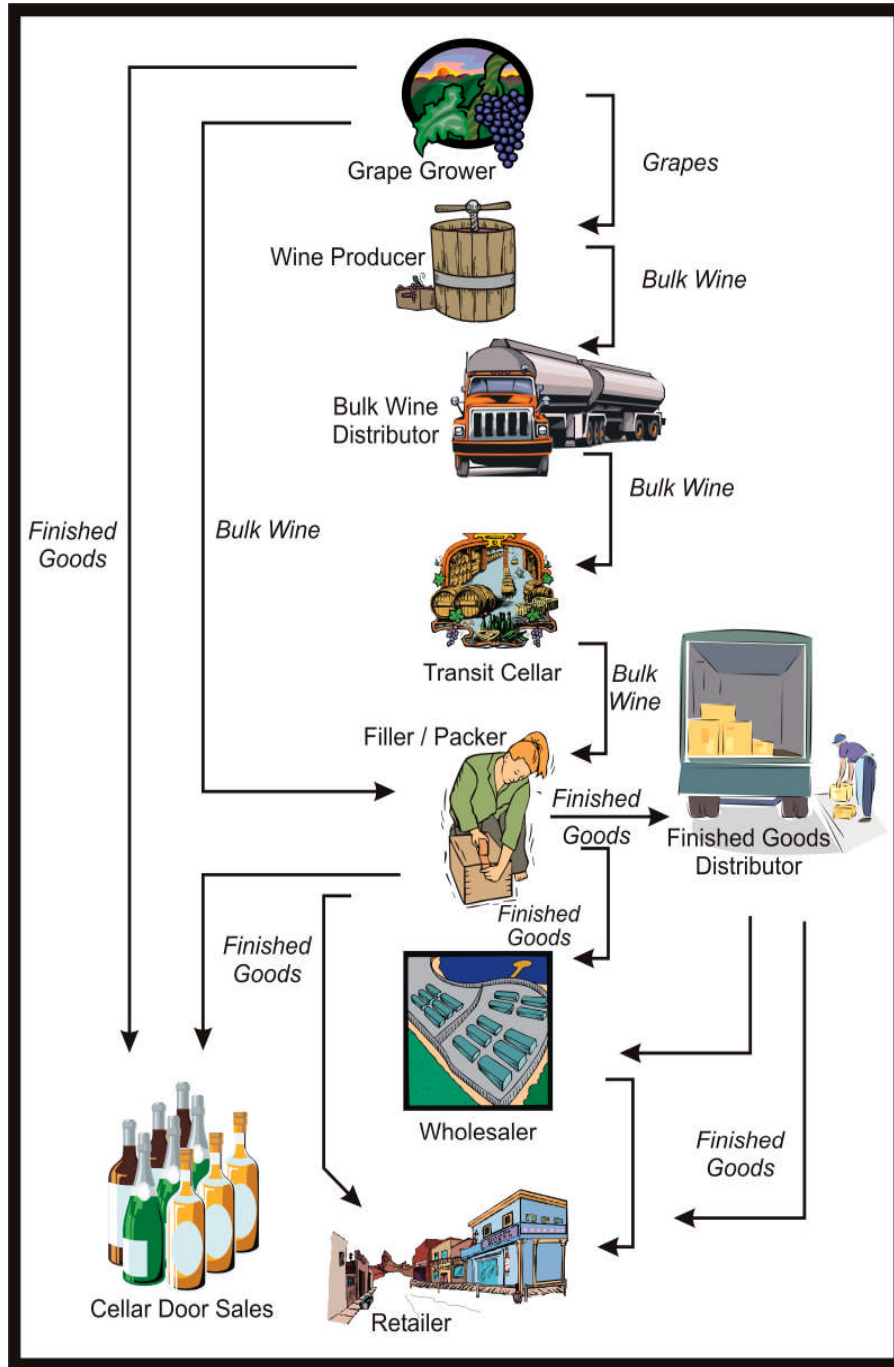 Grape Grower
Grapes
Wine Producer
Bulk Wine
Bulk Wine
Distributor
Bulk Wine
Finished
Goods
Bulk Wine
Transit Cellar
Bulk
Wine
Filler / Packer
Finished
Goods
Finished Goods
Distributor
Finished
Goods
Finished
Goods
Wholesaler
Finished
Goods
Cellar Door Sales
Retailer